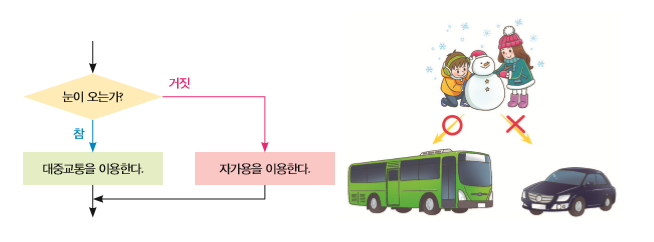 눈이 오는가?
거짓
참
대중교통을 이용한다.
자가용을 이용한다.